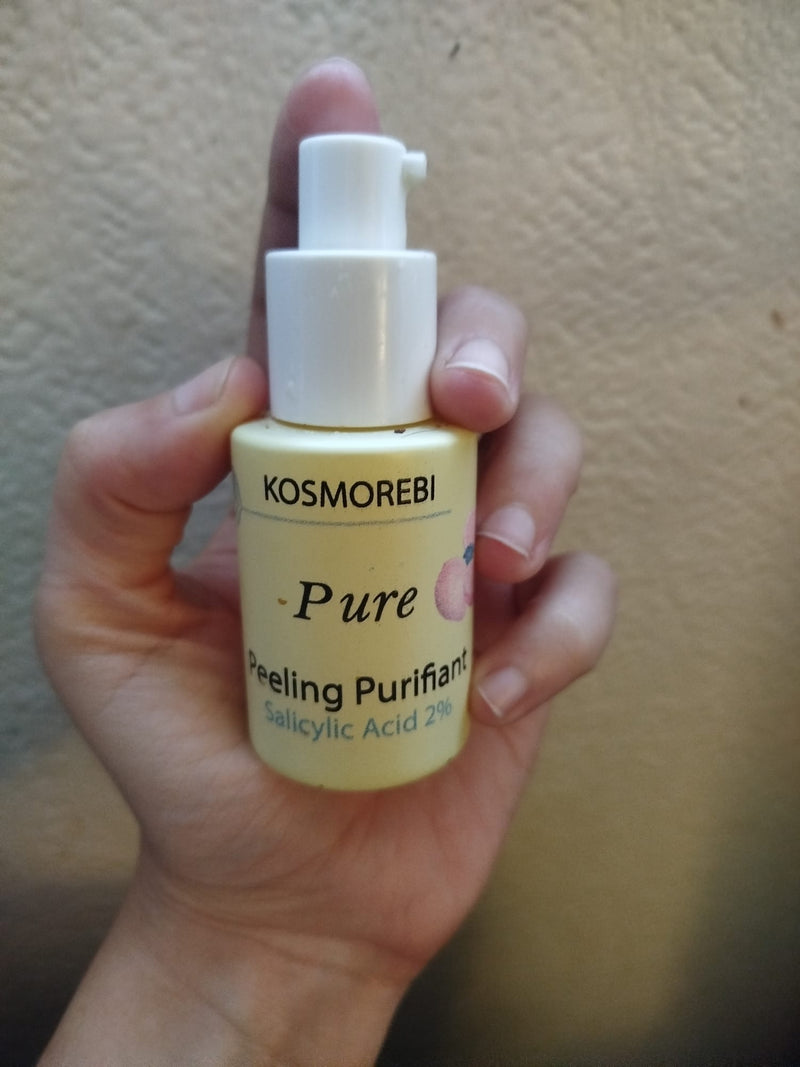 KOSMOREBI
Pure
Peeling Purifiant
Salicylic Acid 2%